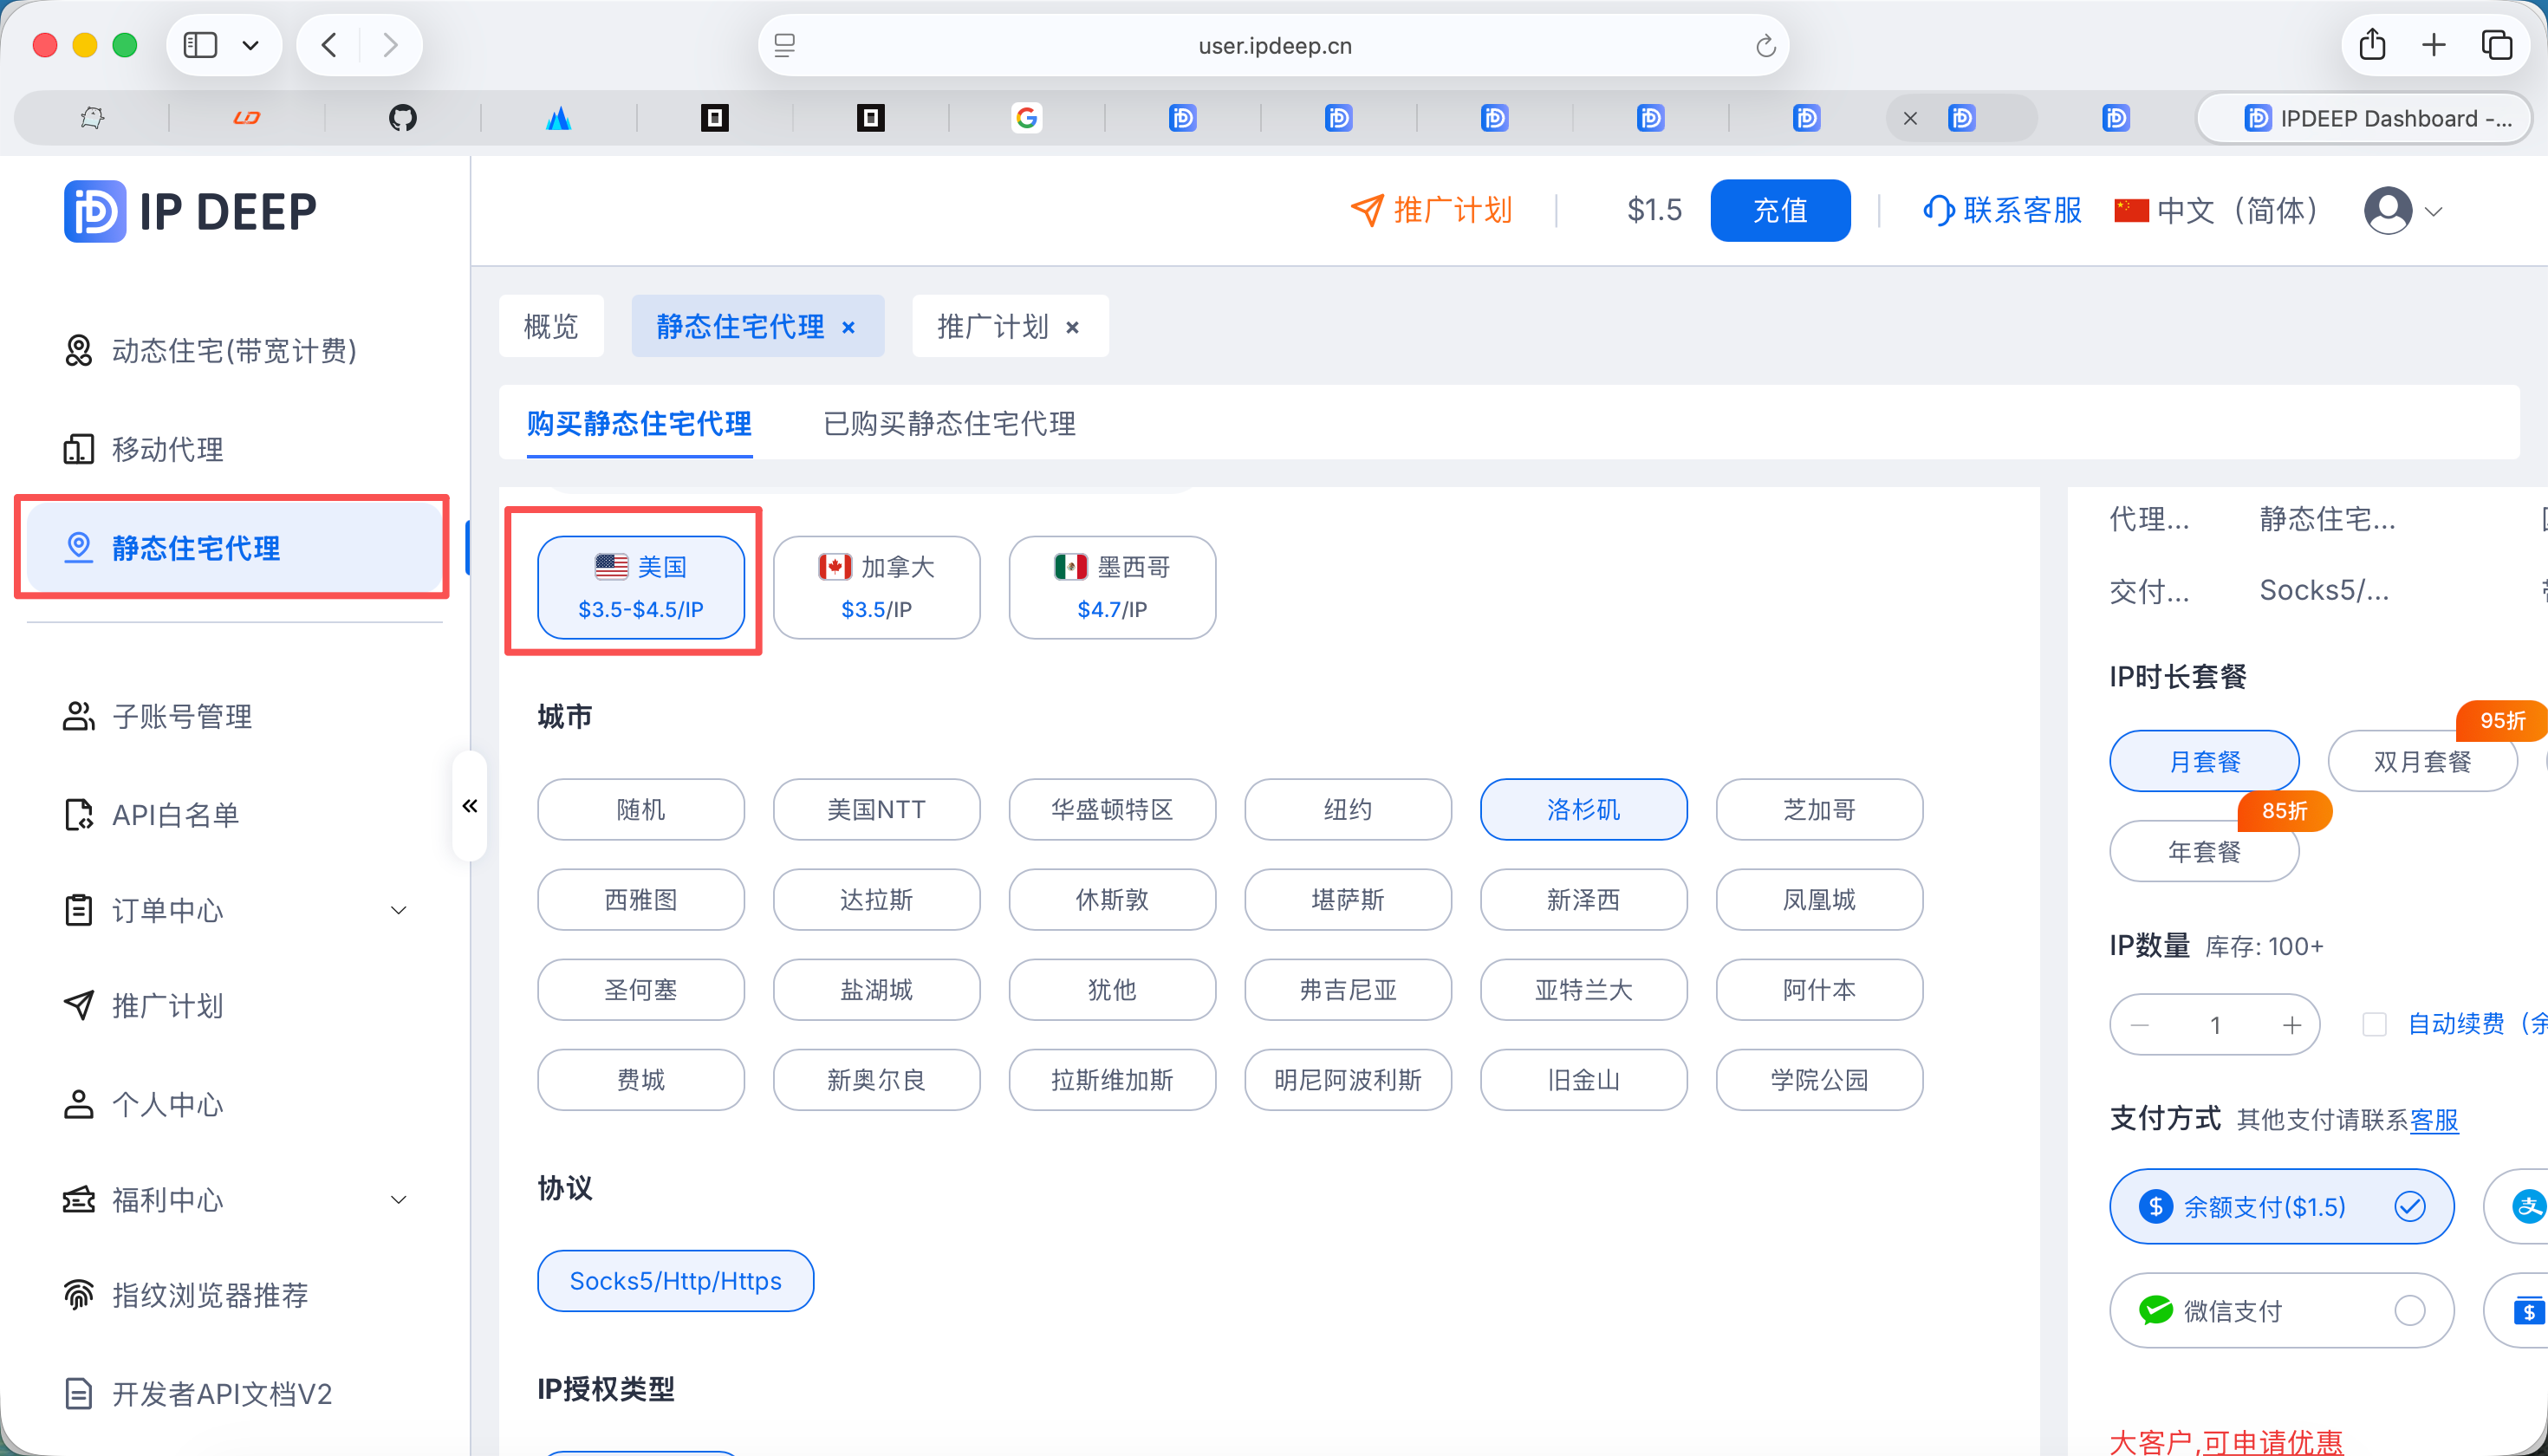 user.ipdeep.cn
IPDEEP Dashboard -...
IP DEEP
推广计划
$1.5
充值
联系客服
中文（简体）
概览
静态住宅代理 ×
推广计划 ×
购买静态住宅代理
已购买静态住宅代理
动态住宅(带宽计费)
移动代理
静态住宅代理
子账号管理
API白名单
订单中心
推广计划
个人中心
福利中心
指纹浏览器推荐
开发者API文档V2
美国
$3.5-$4.5/IP
加拿大
$3.5/IP
墨西哥
$4.7/IP
城市
随机
美国NTT
华盛顿特区
纽约
洛杉矶
芝加哥
西雅图
达拉斯
休斯敦
堪萨斯
新泽西
凤凰城
圣何塞
盐湖城
犹他
弗吉尼亚
亚特兰大
阿什本
费城
新奥尔良
拉斯维加斯
明尼阿波利斯
旧金山
学院公园
协议
Socks5/Http/Https
IP授权类型
代理...
静态住宅...
交付...
Socks5/...
IP时长套餐
月套餐
95折
双月套餐
85折
年套餐
IP数量 库存: 100+
1
自动续费（余
支付方式 其他支付请联系客服
余额支付($1.5)
支
微信支付
大客户,可申请优惠